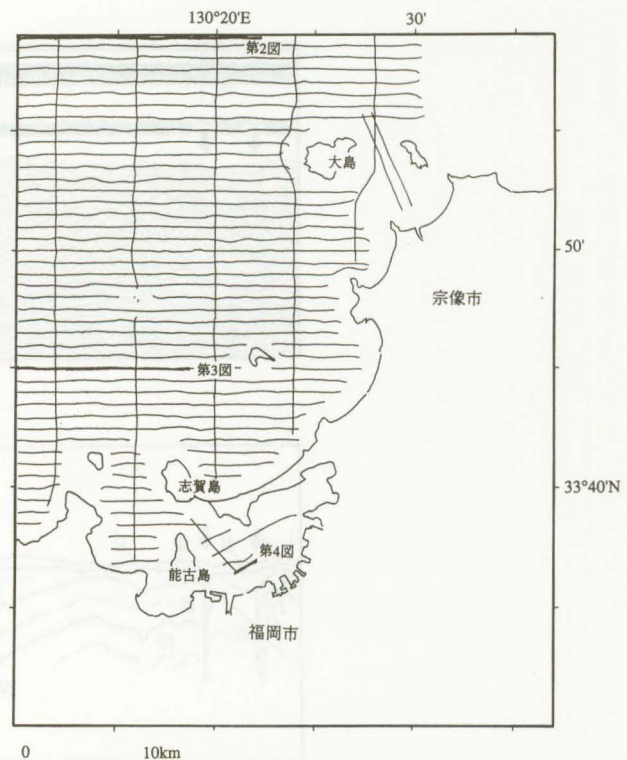 130°20'E
30'
第2図
大島
50'
宗像市
第3図
志賀島
33°40'N
第4図
能古島
福岡市
0
10km